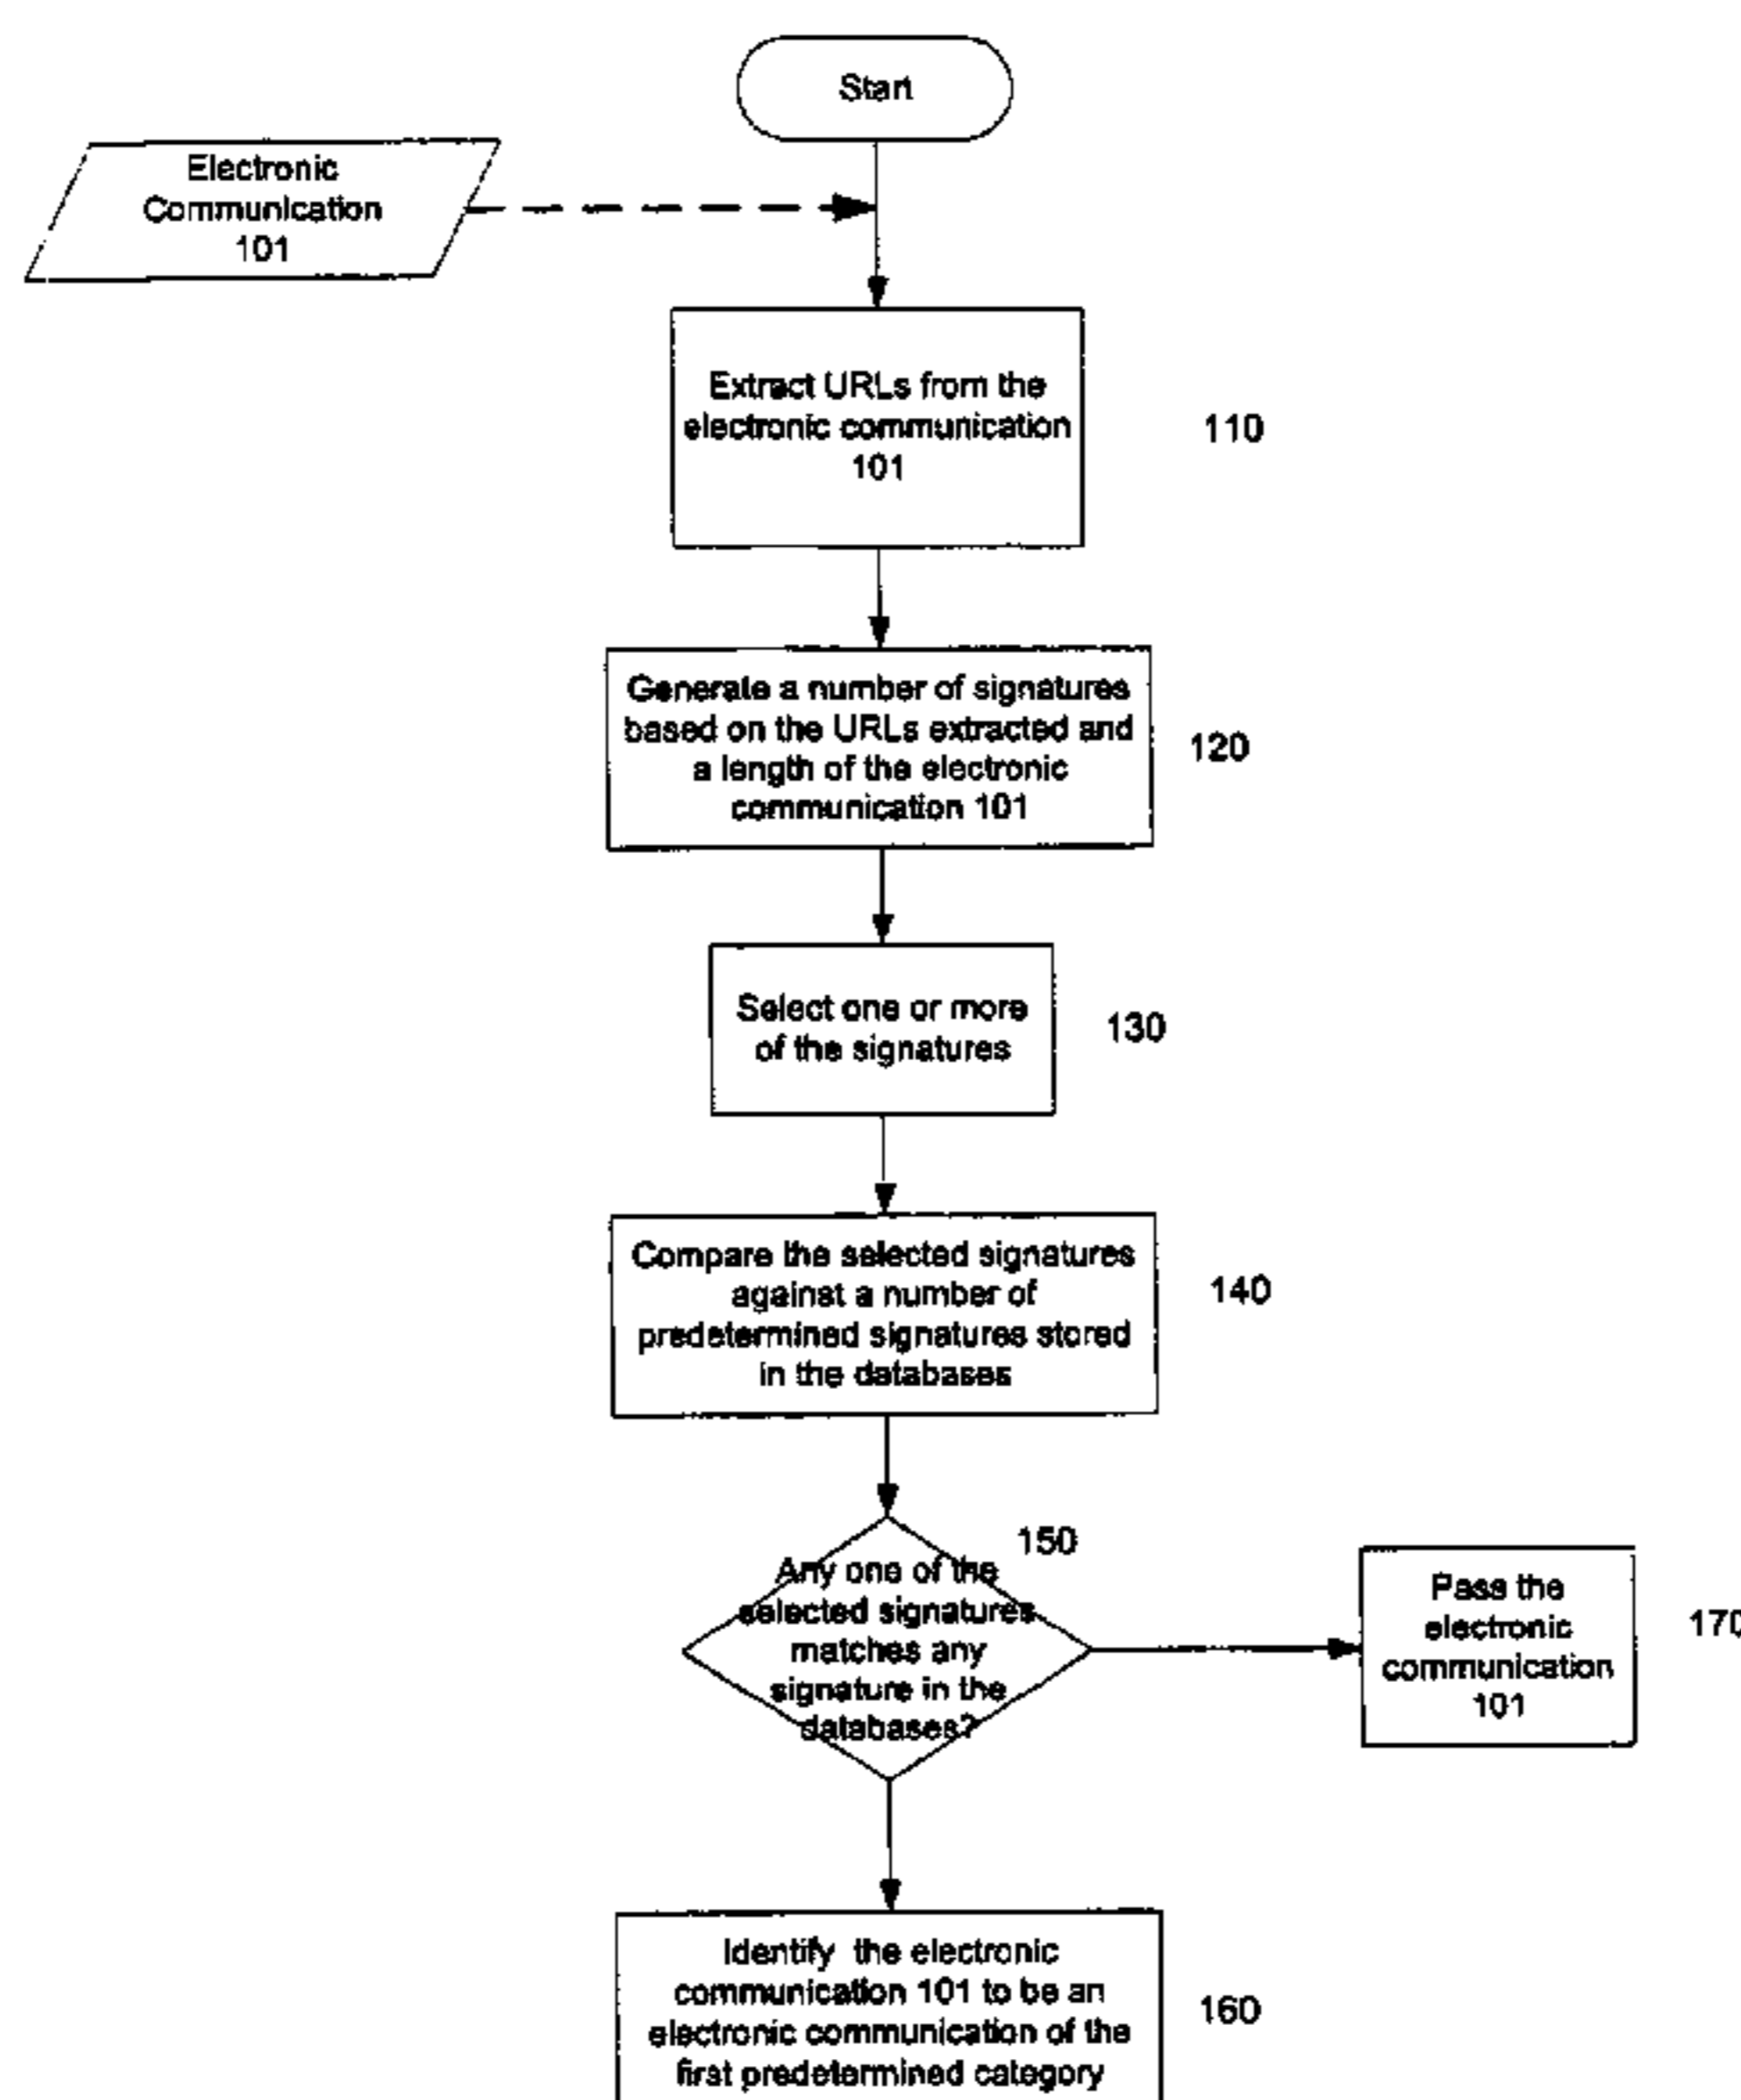 Start
Electronic
Communication
101
Extract URLs from the
electronic communication
101
110
Generate a number of signatures
based on the URLs extracted and
a length of the electronic
communication 101
120
Select one or more
of the signatures
130
Compare the selected signatures
against a number of
predetermined signatures stored
in the databases
140
150
Any one of the
selected signatures
matches any
signature in the
databases?
Pass the
electronic
communication
101
170
Identify the electronic
communication 101 to be an
electronic communication of the
first predetermined category
160